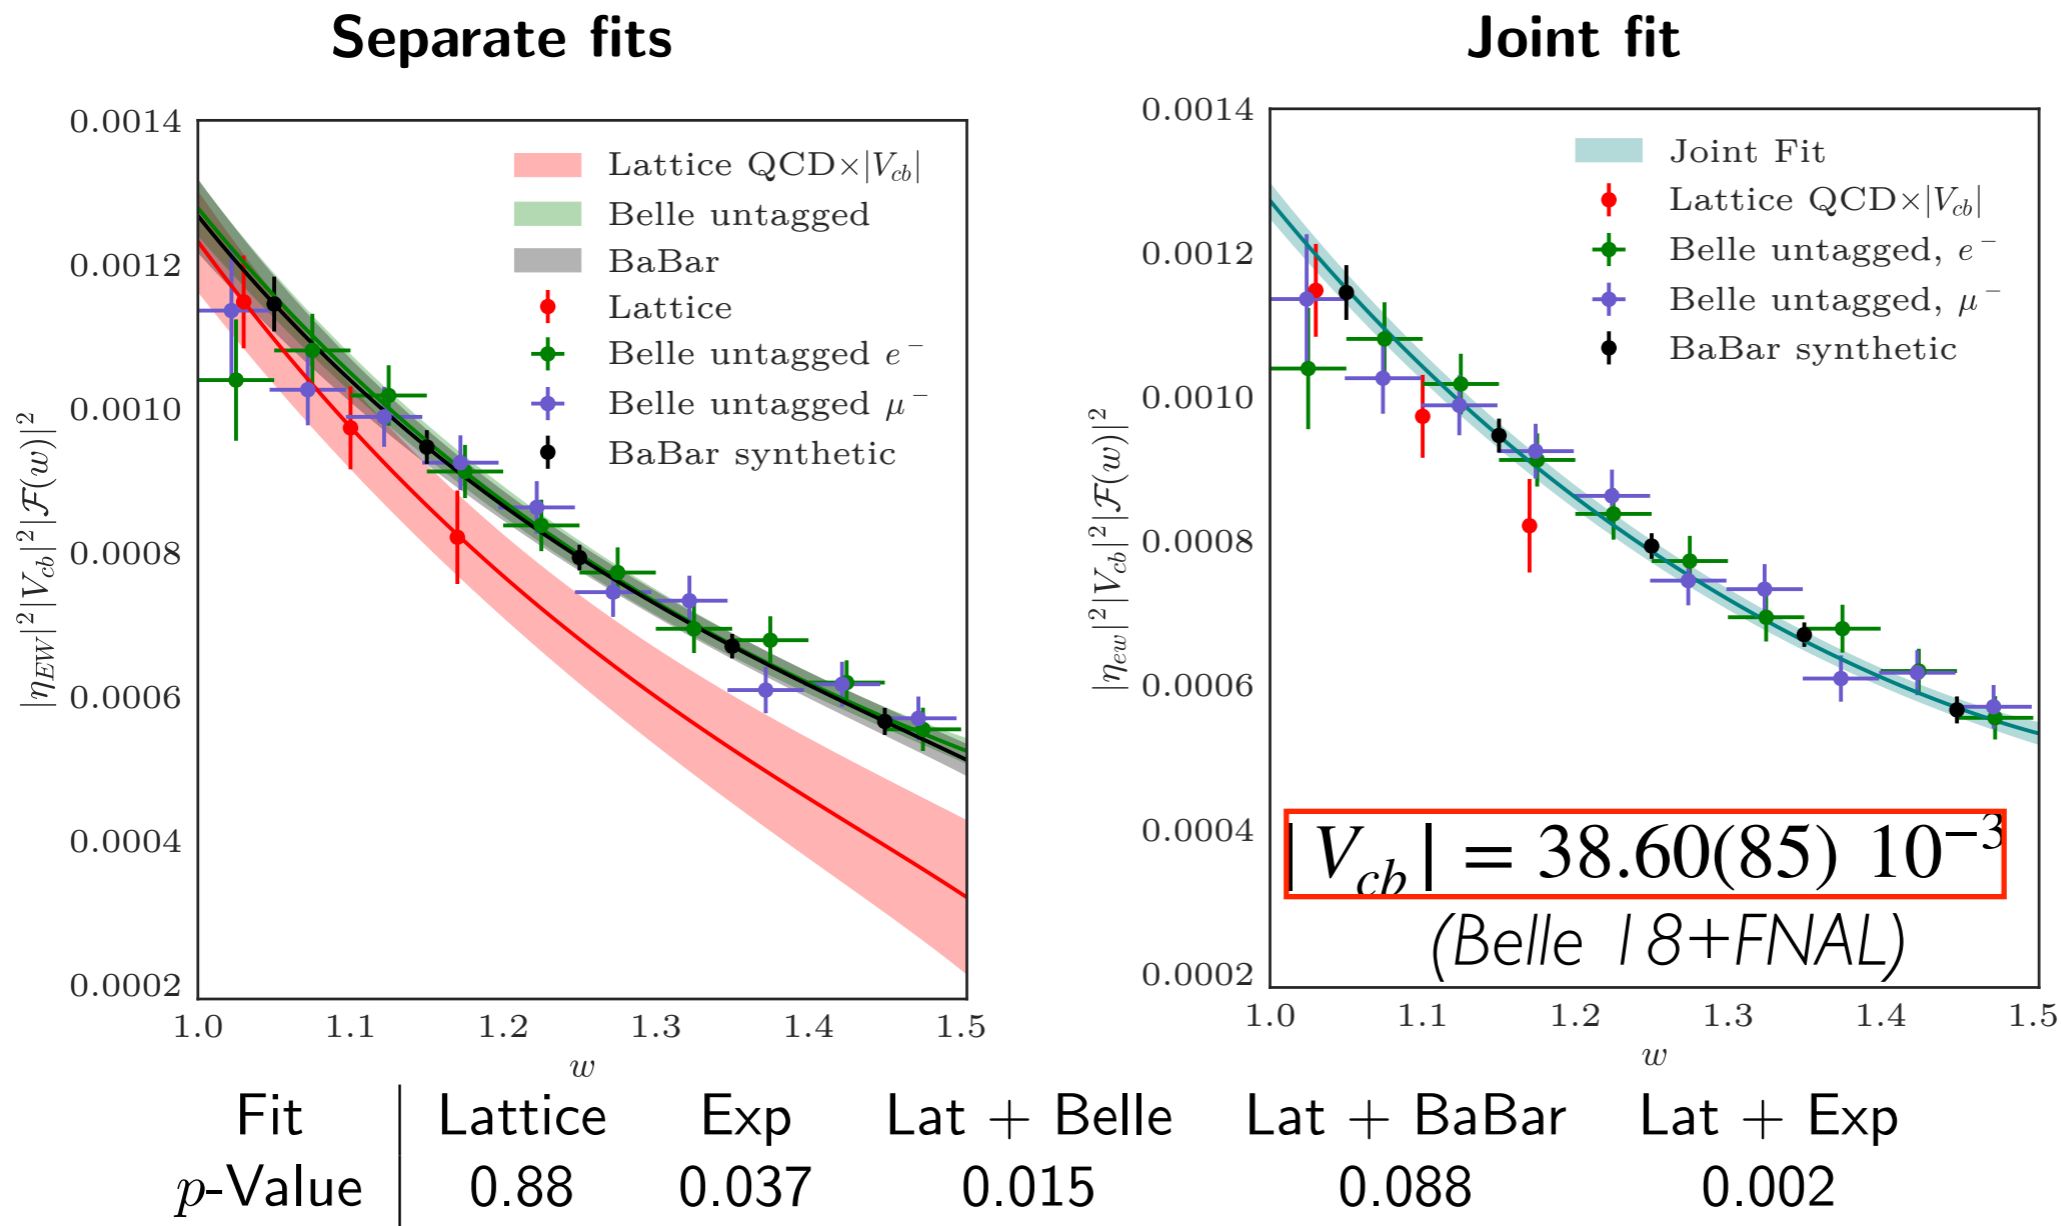 Separate fits
Joint fit
0.0014
0.0012
0.0010
0.0008
0.0006
0.0004
0.0002
|η_EW|²|V_cb|²|𝓕(w)|²
Lattice QCD×|V_cb|
Belle untagged
BaBar
Lattice
Belle untagged e⁻
Belle untagged μ⁻
BaBar synthetic
1.0 1.1 1.2 1.3 1.4 1.5
w
0.0014
0.0012
0.0010
0.0008
0.0006
0.0004
0.0002
|η_ew|²|V_cb|²|𝓕(w)|²
Joint Fit
Lattice QCD×|V_cb|
Belle untagged, e⁻
Belle untagged, μ⁻
BaBar synthetic
|V_cb| = 38.60(85) 10⁻³
(Belle 18+FNAL)
1.0 1.1 1.2 1.3 1.4 1.5
w
Fit Lattice Exp Lat + Belle Lat + BaBar Lat + Exp
p-Value 0.88 0.037 0.015 0.088 0.002